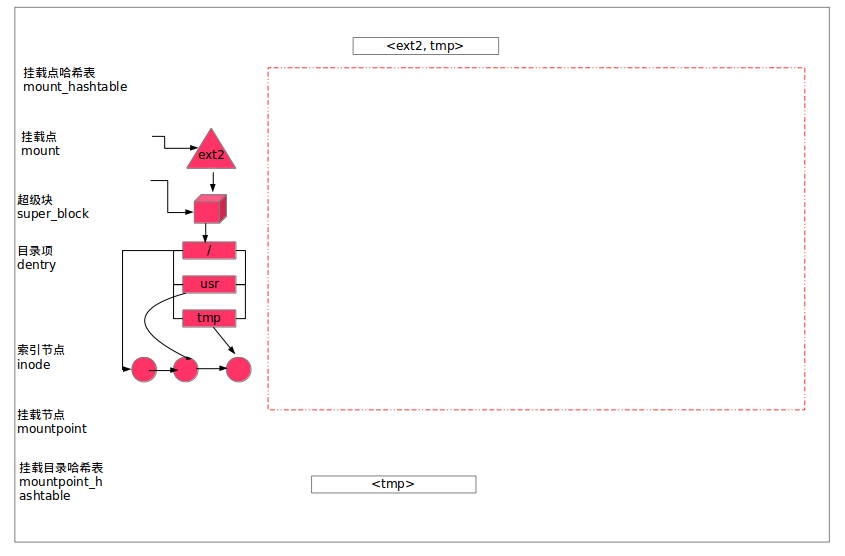 <ext2, tmp>
挂载点哈希表
mount_hashtable
挂载点
mount
ext2
超级块
super_block
目录项
dentry
/
usr
tmp
索引节点
inode
挂载节点
mountpoint
挂载目录哈希表
mountpoint_h
ashtable
<tmp>